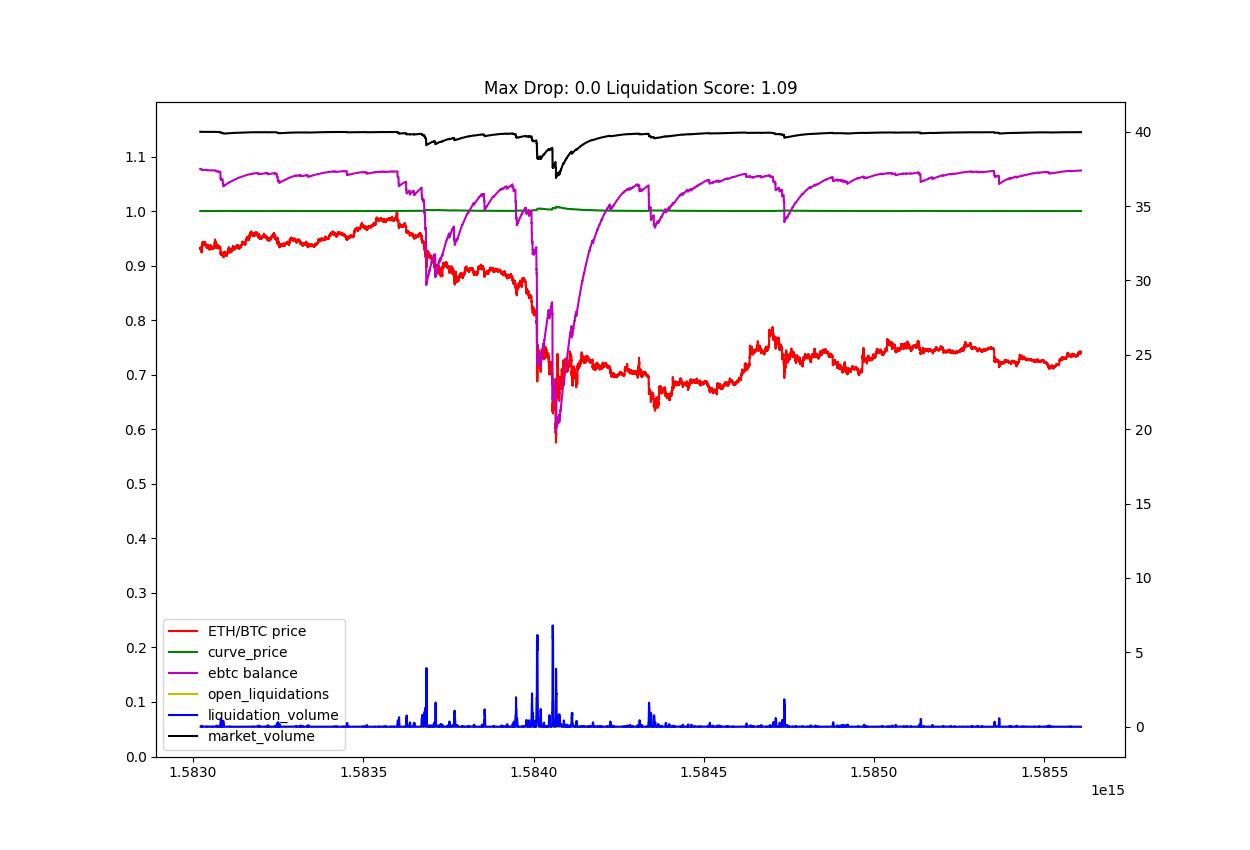 Max Drop: 0.0 Liquidation Score: 1.09
1.1
1.0
0.9
0.8
0.7
0.6
0.5
0.4
0.3
0.2
0.1
0.0
40
35
30
25
20
15
10
5
0
ETH/BTC price
curve_price
ebtc balance
open_liquidations
liquidation_volume
market_volume
1.5830 1.5835 1.5840 1.5845 1.5850 1.5855
1e15